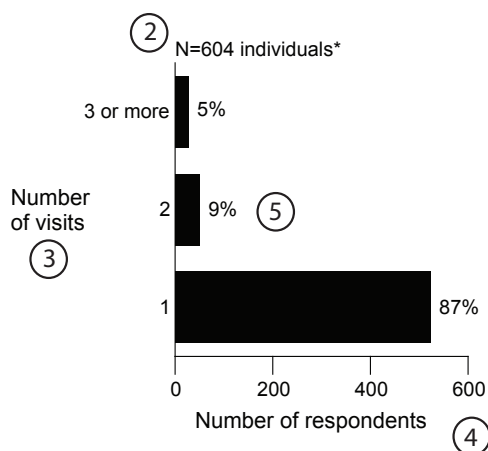 2
N=604 individuals*
3 or more
5%
Number
of visits
3
2
9%
5
1
87%
0
200
400
600
Number of respondents
4